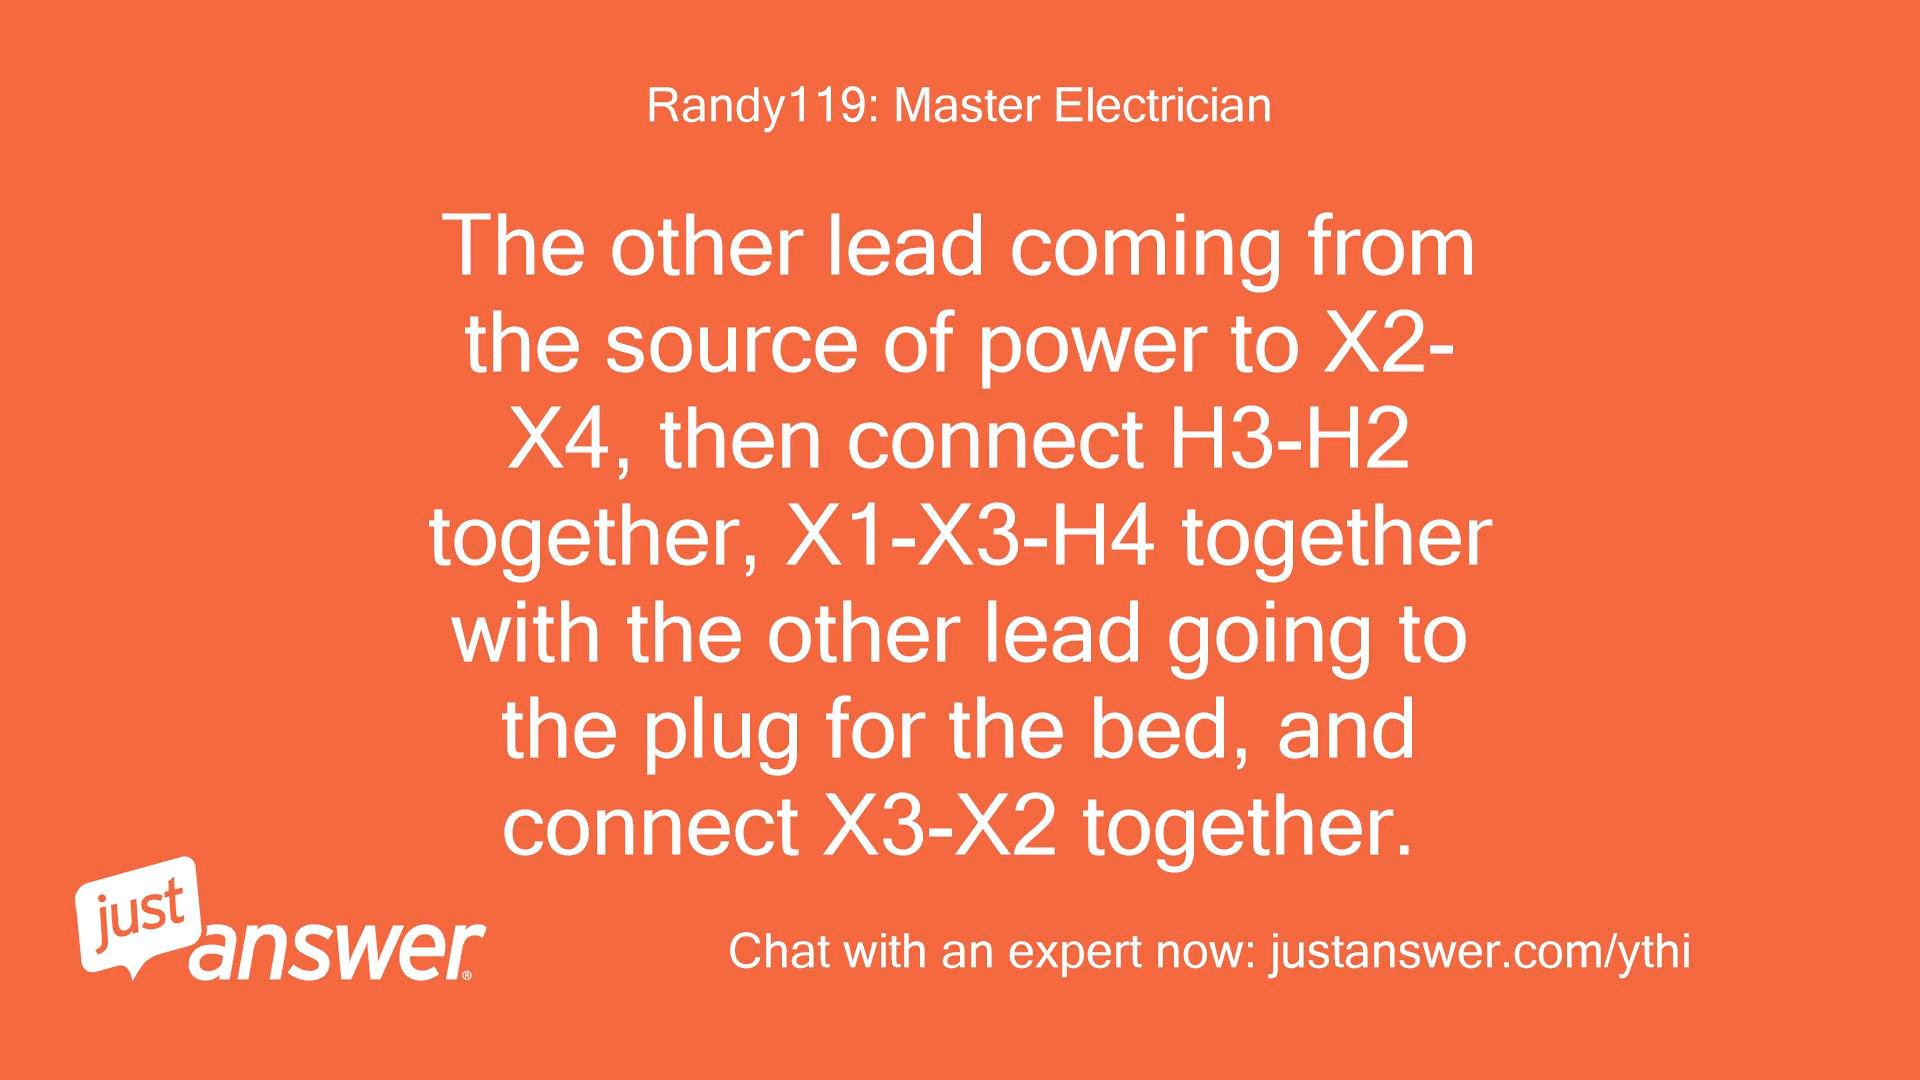 Randy119: Master Electrician
The other lead coming from
the source of power to X2-
X4, then connect H3-H2
together, X1-X3-H4 together
with the other lead going to
the plug for the bed, and
connect X3-X2 together.
just
answer®
Chat with an expert now: justanswer.com/ythi